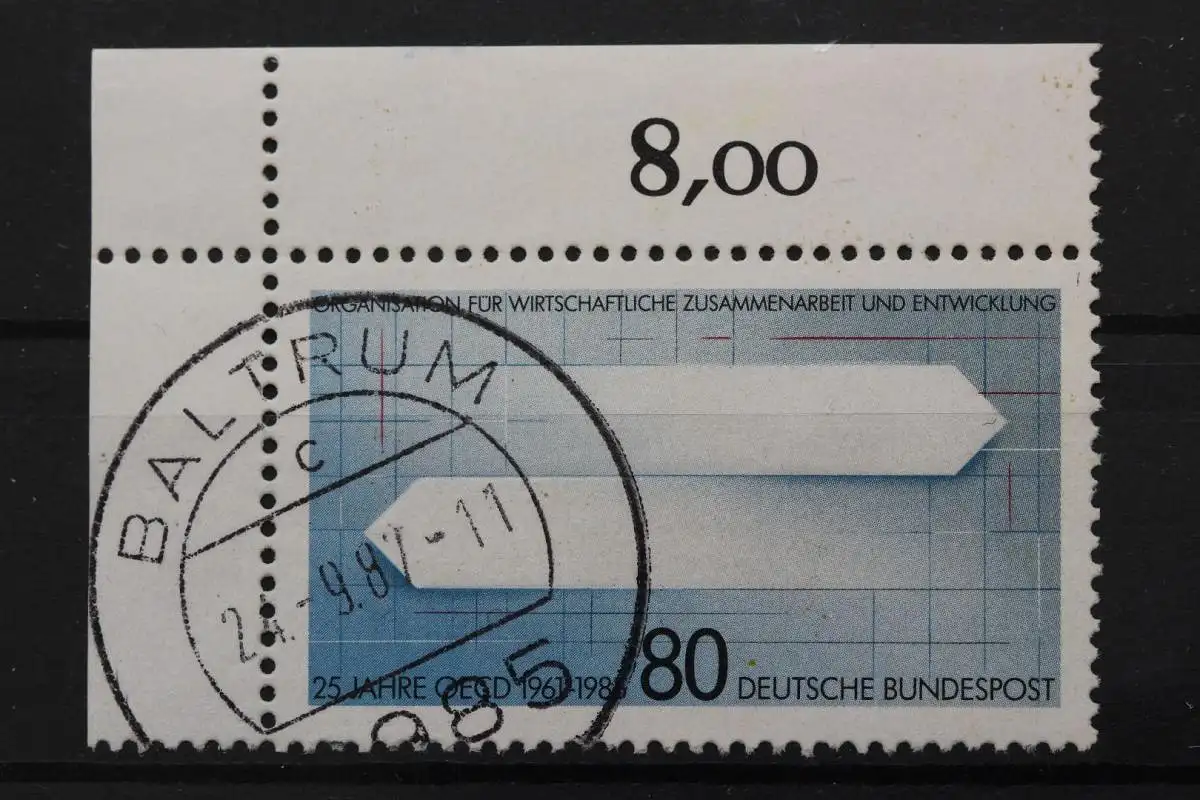 8,00
ORGANISATION FÜR WIRTSCHAFTLICHE ZUSAMMENARBEIT UND ENTWICKLUNG
BALTRUM
c
24.-9.87-11
985
25 JAHRE OECD 1961-1986
80 DEUTSCHE BUNDESPOST